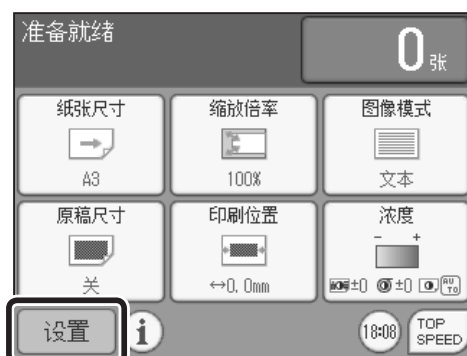 准备就绪
0张
纸张尺寸
缩放倍率
图像模式
A3
100%
文本
原稿尺寸
印刷位置
浓度
- +
关
↔0. 0mm
±0 ±0 AUTO
设置
i
18:08
TOP
SPEED